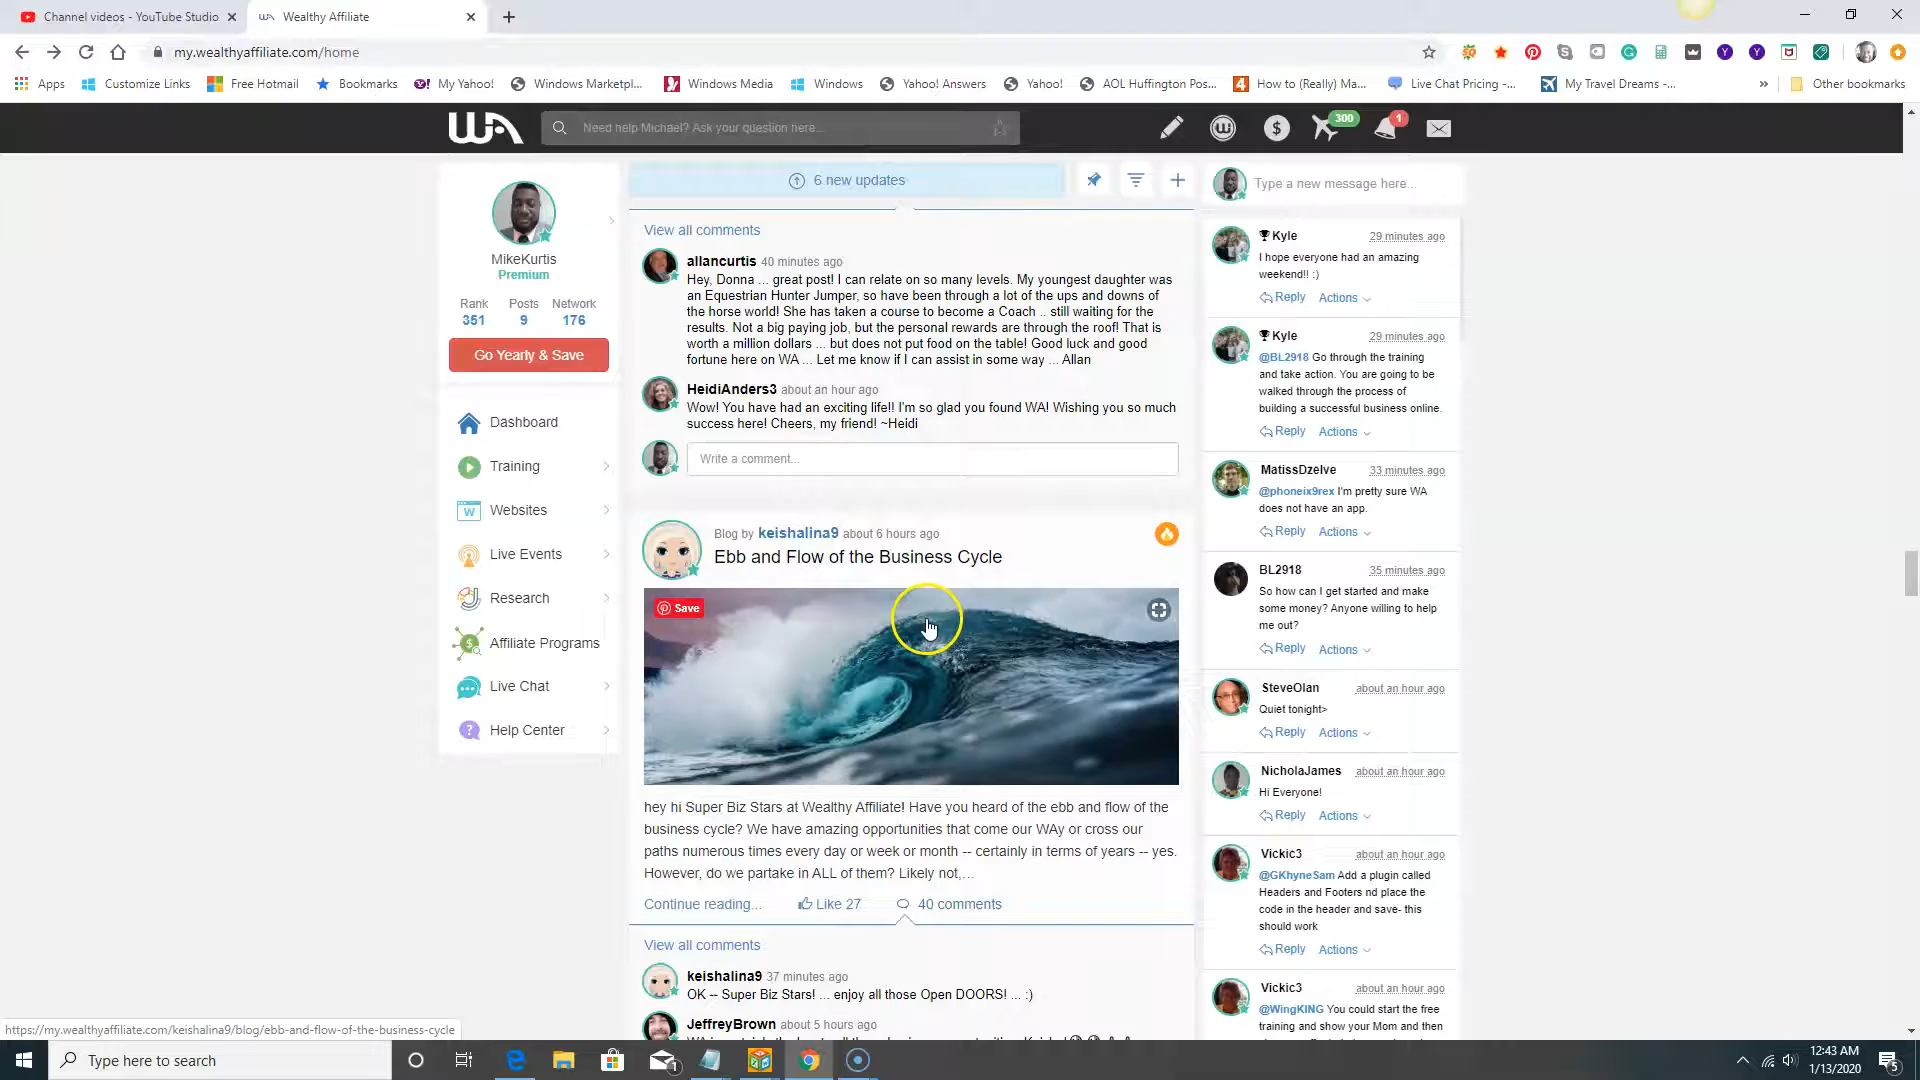 Channel videos - YouTube Studio
Wealthy Affiliate
my.wealthyaffiliate.com/home
Apps
Customize Links
Free Hotmail
Bookmarks
My Yahoo!
Windows Marketpl...
Windows Media
Windows
Yahoo! Answers
Yahoo!
AOL Huffington Pos...
How to (Really) Ma...
Live Chat Pricing -...
My Travel Dreams -...
Other bookmarks
WA
Need help Michael? Ask your question here...
300
1
MikeKurtis
Premium
Rank Posts Network
351 9 176
Go Yearly & Save
Dashboard
Training
Websites
Live Events
Research
Affiliate Programs
Live Chat
Help Center
6 new updates
View all comments
allancurtis 40 minutes ago
Hey, Donna ... great post! I can relate on so many levels. My youngest daughter was
an Equestrian Hunter Jumper, so have been through a lot of the ups and downs of
the horse world! She has taken a course to become a Coach .. still waiting for the
results. Not a big paying job, but the personal rewards are through the roof! That is
worth a million dollars ... but does not put food on the table! Good luck and good
fortune here on WA ... Let me know if I can assist in some way ... Allan
HeidiAnders3 about an hour ago
Wow! You have had an exciting life!! I'm so glad you found WA! Wishing you so much
success here! Cheers, my friend! ~Heidi
Write a comment...
Blog by keishalina9 about 6 hours ago
Ebb and Flow of the Business Cycle
Save
hey hi Super Biz Stars at Wealthy Affiliate! Have you heard of the ebb and flow of the
business cycle? We have amazing opportunities that come our WAy or cross our
paths numerous times every day or week or month -- certainly in terms of years -- yes.
However, do we partake in ALL of them? Likely not,...
Continue reading... Like 27 40 comments
View all comments
keishalina9 37 minutes ago
OK -- Super Biz Stars! ... enjoy all those Open DOORS! ... :)
JeffreyBrown about 5 hours ago
Type a new message here...
Kyle 29 minutes ago
I hope everyone had an amazing
weekend!! :)
Reply Actions
Kyle 29 minutes ago
@BL2918 Go through the training
and take action. You are going to be
walked through the process of
building a successful business online.
Reply Actions
MatissDzelve 33 minutes ago
@phoneix9rex I'm pretty sure WA
does not have an app.
Reply Actions
BL2918 35 minutes ago
So how can I get started and make
some money? Anyone willing to help
me out?
Reply Actions
SteveOlan about an hour ago
Quiet tonight>
Reply Actions
NicholaJames about an hour ago
Hi Everyone!
Reply Actions
Vickic3 about an hour ago
@GKhyneSam Add a plugin called
Headers and Footers nd place the
code in the header and save- this
should work
Reply Actions
Vickic3 about an hour ago
@WingKING You could start the free
training and show your Mom and then
https://my.wealthyaffiliate.com/keishalina9/blog/ebb-and-flow-of-the-business-cycle
Type here to search
1
12:43 AM
1/13/2020
5